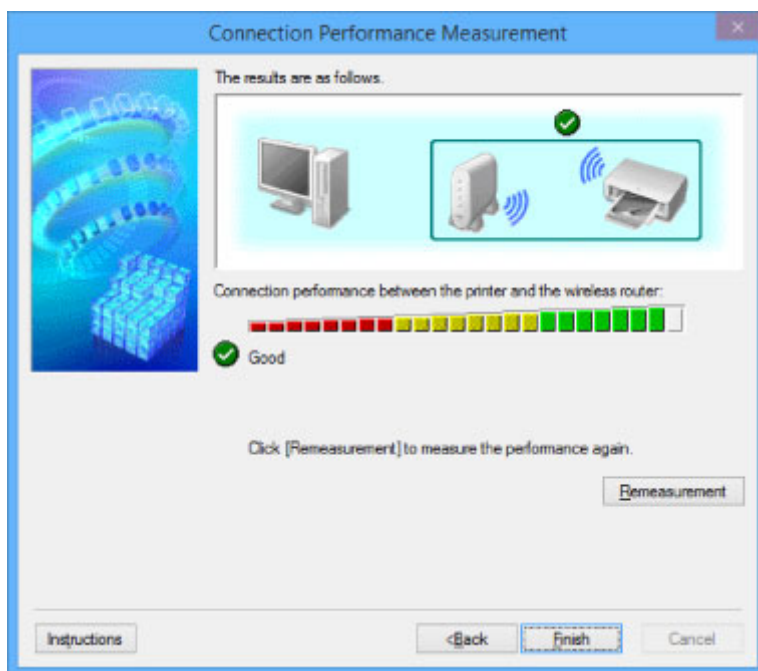 Connection Performance Measurement
The results are as follows.
Connection performance between the printer and the wireless router:
Good
Click [Remeasurement] to measure the performance again.
Remeasurement
Instructions
<Back
Finish
Cancel